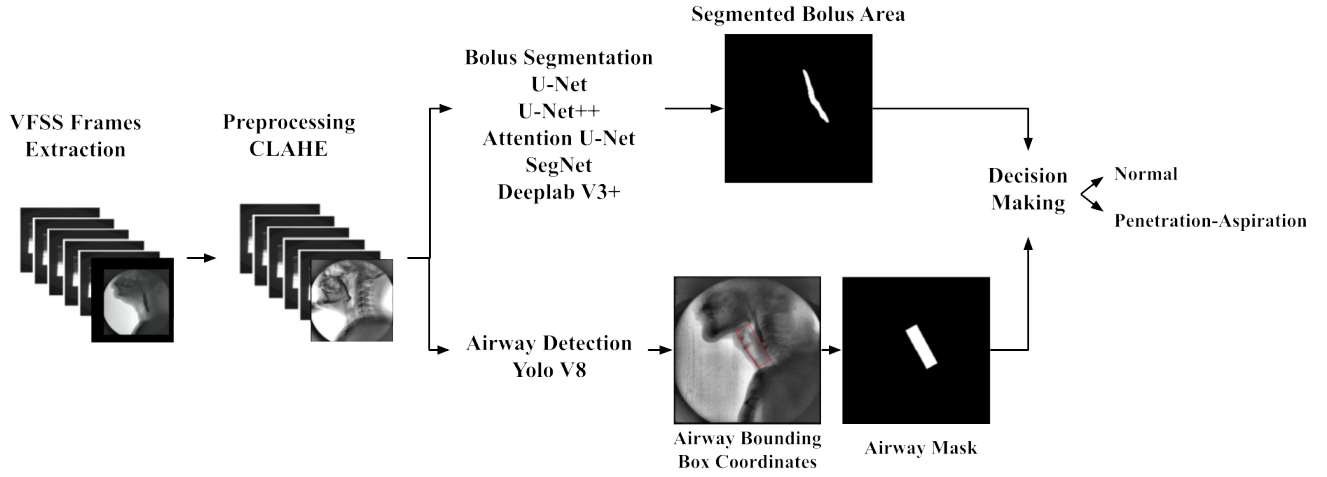 VFSS Frames
Extraction
Preprocessing
CLAHE
Bolus Segmentation
U-Net
U-Net++
Attention U-Net
SegNet
Deeplab V3+
Segmented Bolus Area
Airway Detection
Yolo V8
Airway Bounding
Box Coordinates
Airway Mask
Decision
Making
Normal
Penetration-Aspiration